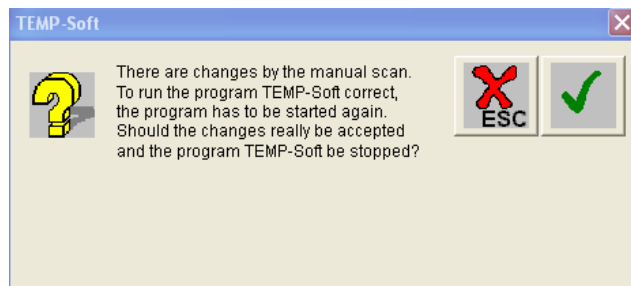 TEMP-Soft
There are changes by the manual scan.
To run the program TEMP-Soft correct,
the program has to be started again.
Should the changes really be accepted
and the program TEMP-Soft be stopped?
ESC